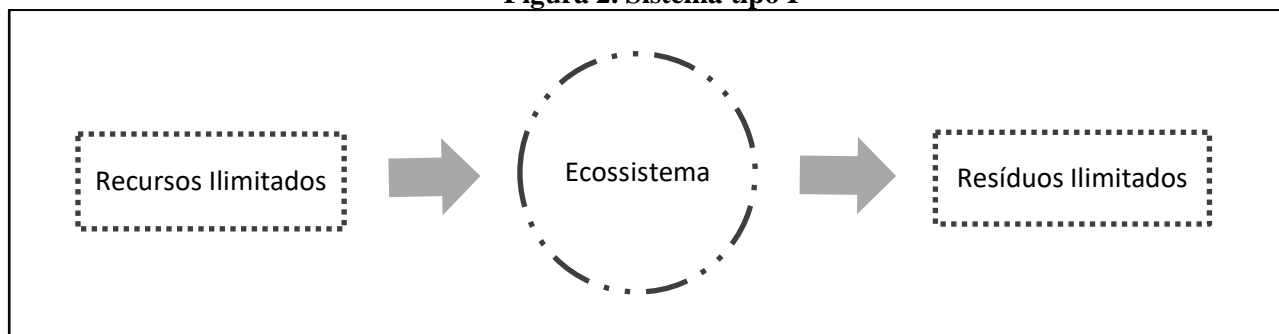 Figura 2. Sistema tipo I
Recursos Ilimitados
Ecossistema
Resíduos Ilimitados